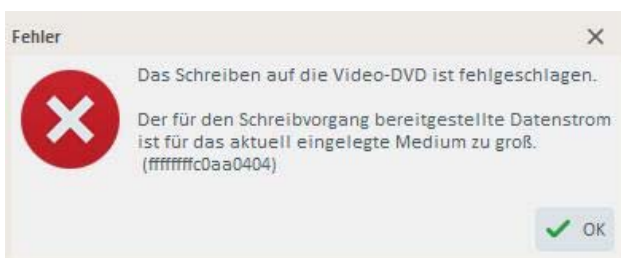 Fehler
Das Schreiben auf die Video-DVD ist fehlgeschlagen.
Der für den Schreibvorgang bereitgestellte Datenstrom
ist für das aktuell eingelegte Medium zu groß.
(ffffffffc0aa0404)
OK